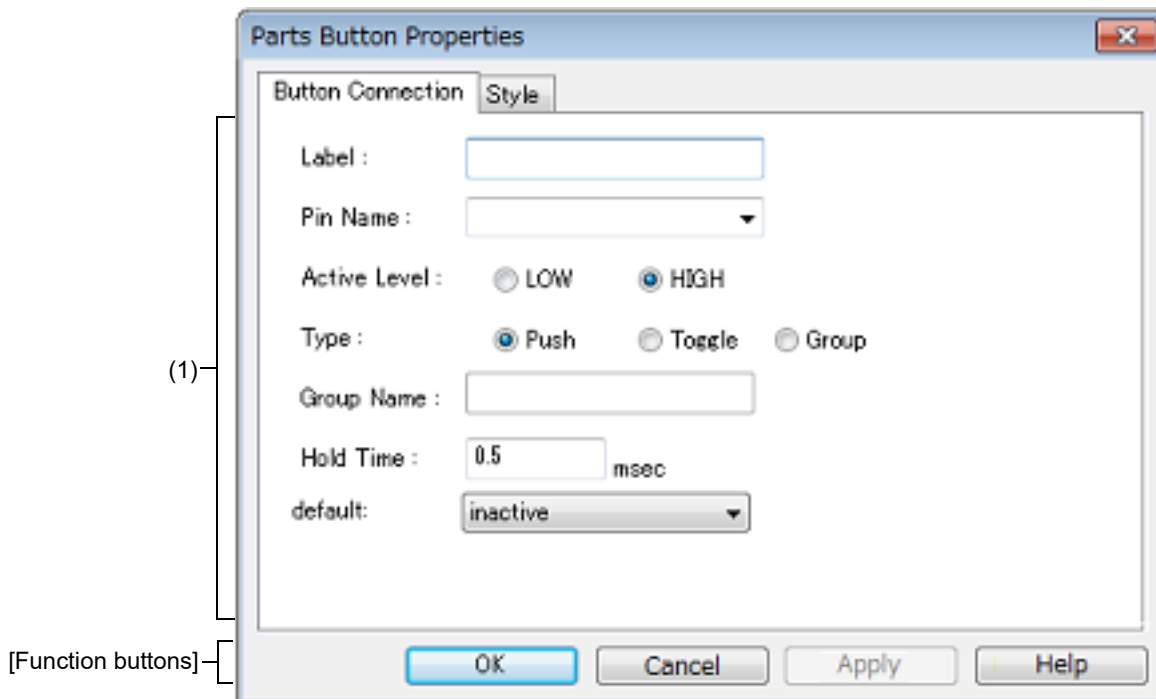 Parts Button Properties
Button Connection Style
Label :
Pin Name :
Active Level : LOW HIGH
Type : Push Toggle Group
(1)
Group Name :
Hold Time : 0.5 msec
default: inactive
[Function buttons] OK Cancel Apply Help